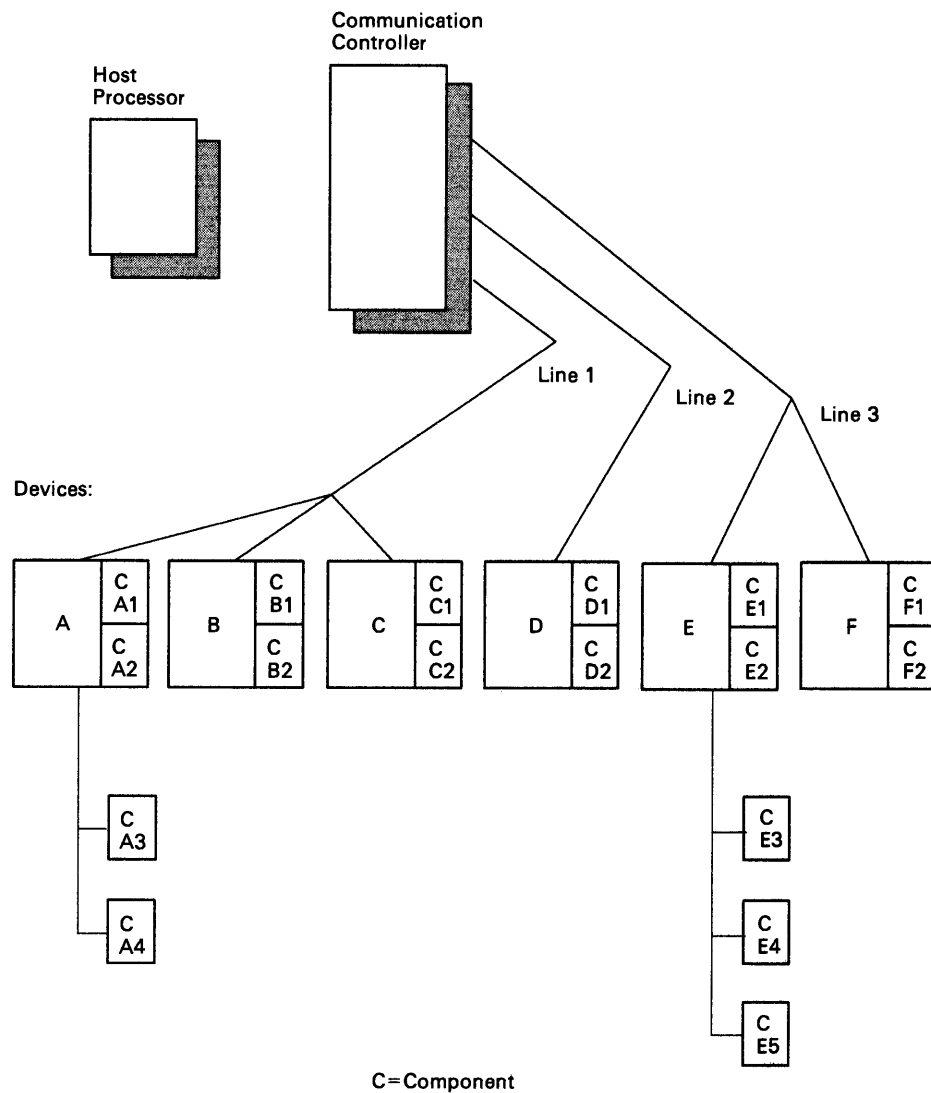 Communication
Controller
Host
Processor
Line 1
Line 2
Line 3
Devices:
A
C
A1
C
A2
B
C
B1
C
B2
C
C
C1
C
C2
D
C
D1
C
D2
E
C
E1
C
E2
F
C
F1
C
F2
C
A3
C
A4
C
E3
C
E4
C
E5
C=Component